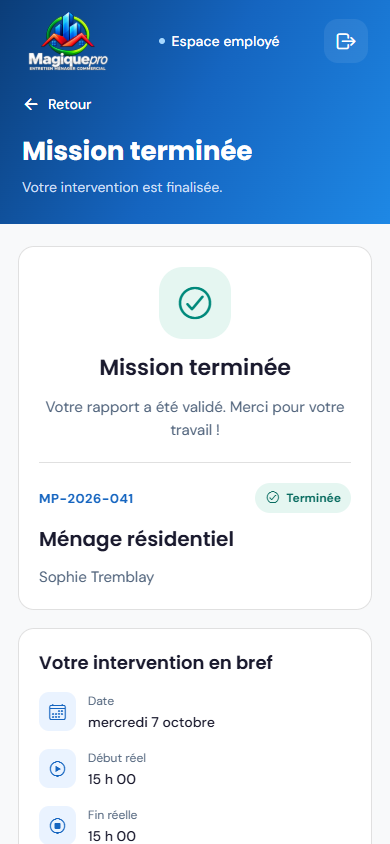 Magiquepro
ENTRETIEN MÉNAGER COMMERCIAL
Espace employé
Retour
Mission terminée
Votre intervention est finalisée.
Mission terminée
Votre rapport a été validé. Merci pour votre
travail !
MP-2026-041
Terminée
Ménage résidentiel
Sophie Tremblay
Votre intervention en bref
Date
mercredi 7 octobre
Début réel
15 h 00
Fin réelle
15 h 00